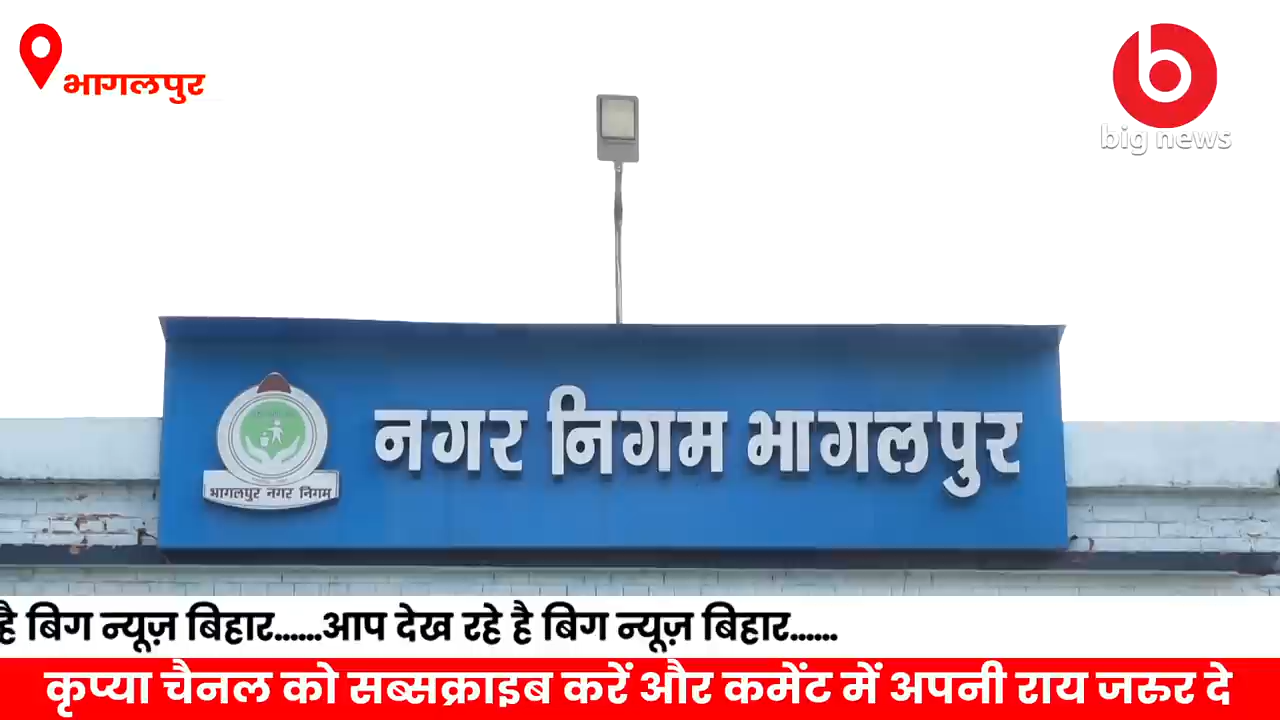 भागलपुर
b
big news
नगर निगम भागलपुर
भागलपुर नगर निगम
है बिग न्यूज़ बिहार......आप देख रहे है बिग न्यूज़ बिहार......
कृप्या चैनल को सब्सक्राइब करें और कमेंट में अपनी राय जरुर दे